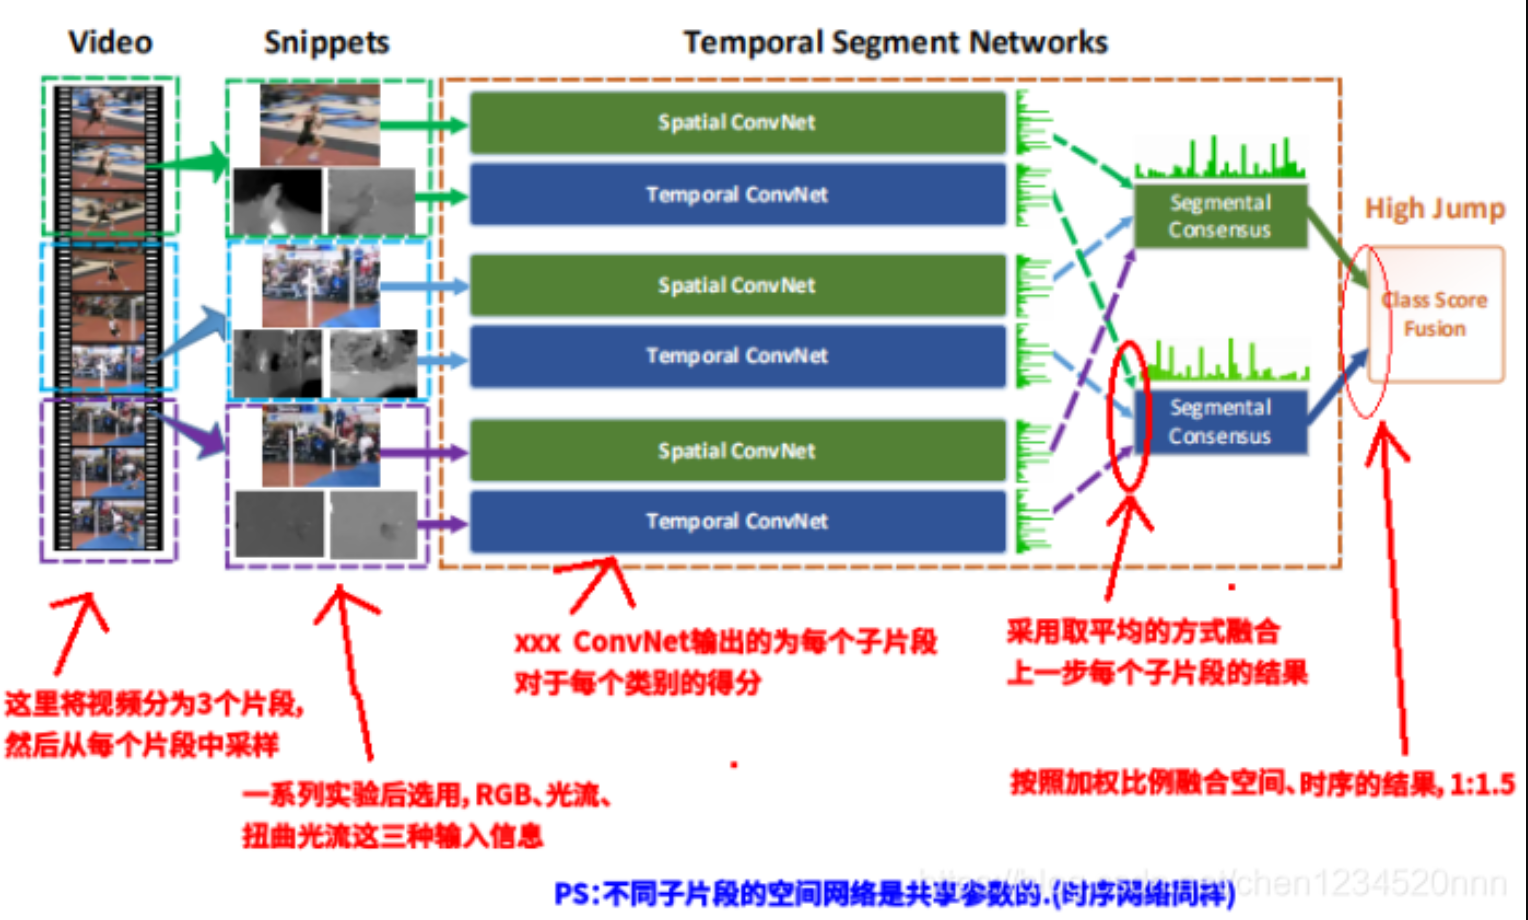 Video
Snippets
Temporal Segment Networks
Spatial ConvNet
Temporal ConvNet
Spatial ConvNet
Temporal ConvNet
Spatial ConvNet
Temporal ConvNet
Segmental
Consensus
Segmental
Consensus
High Jump
Class Score
Fusion
这里将视频分为3个片段,
然后从每个片段中采样
一系列实验后选用, RGB、光流、
扭曲光流这三种输入信息
xxx ConvNet输出的为每个子片段
对于每个类别的得分
采用取平均的方式融合
上一步每个子片段的结果
按照加权比例融合空间、时序的结果, 1:1.5
PS:不同子片段的空间网络是共享参数的.(时序网络同样)
chen1234520nnn